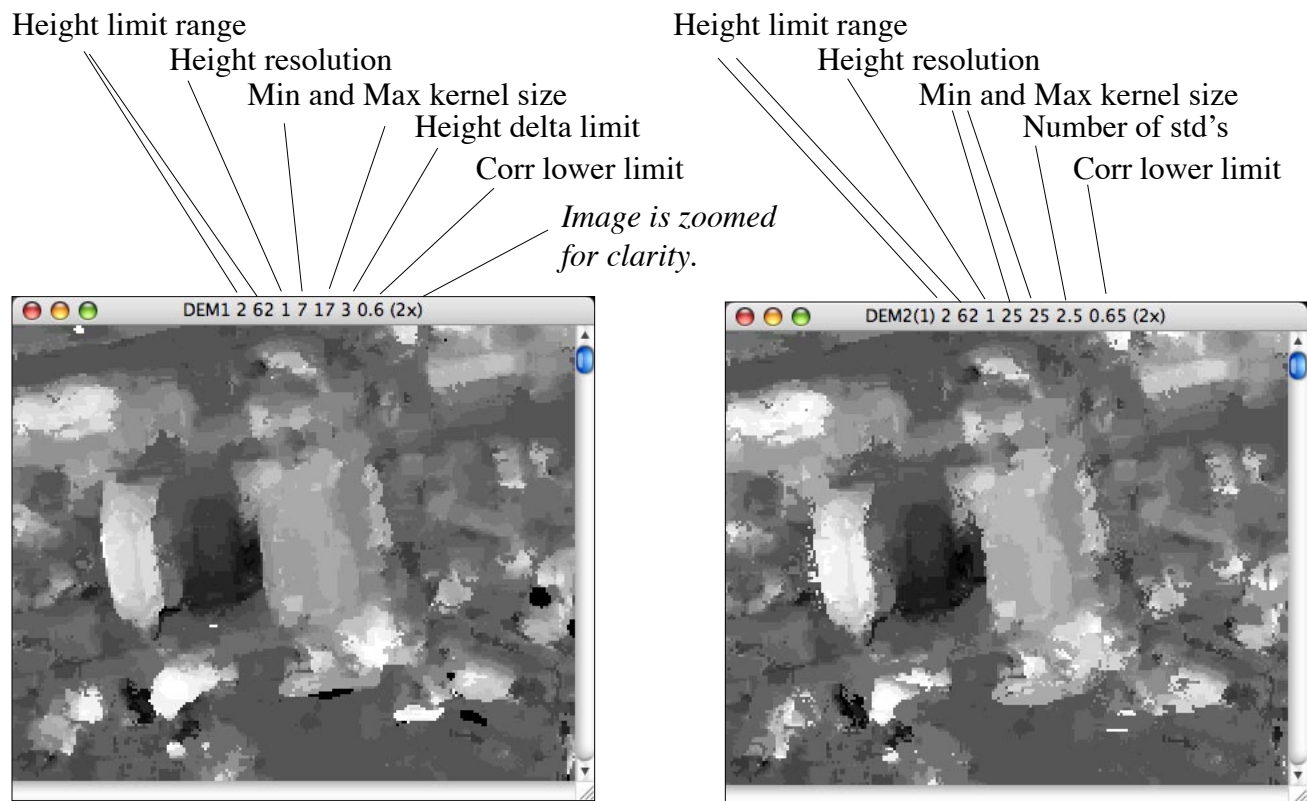 Height limit range
Height resolution
Min and Max kernel size
Height delta limit
Corr lower limit
Image is zoomed
for clarity.
DEM1 2 62 1 7 17 3 0.6 (2x)
Height limit range
Height resolution
Min and Max kernel size
Number of std's
Corr lower limit
DEM2(1) 2 62 1 25 25 2.5 0.65 (2x)